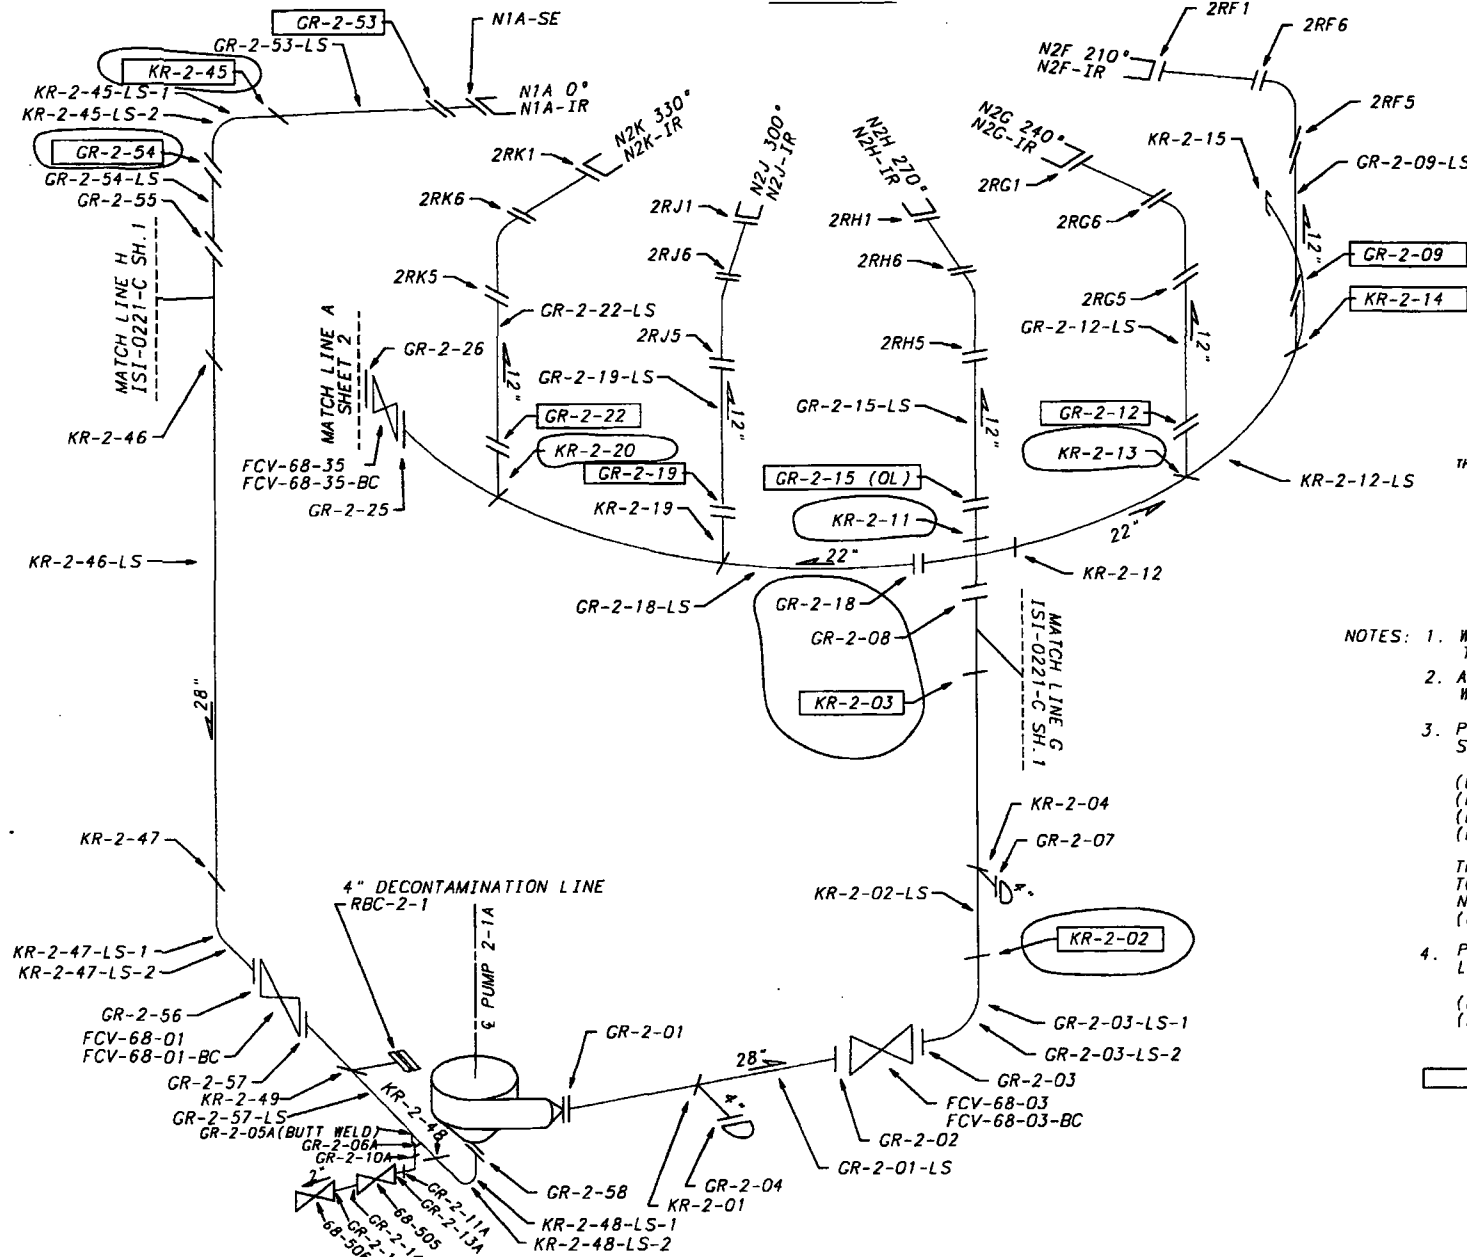 GR-2-53
N1A-SE
GR-2-53-LS
KR-2-45
KR-2-45-LS-1
KR-2-45-LS-2
N1A 0°
N1A-IR
GR-2-54
GR-2-54-LS
GR-2-55
MATCH LINE H
ISI-0221-C SH.1
KR-2-46
KR-2-46-LS
28"
KR-2-47
KR-2-47-LS-1
KR-2-47-LS-2
GR-2-56
FCV-68-01
FCV-68-01-BC
GR-2-57
KR-2-49
GR-2-57-LS
GR-2-05A(BUTT WELD)
GR-2-06A
GR-2-10A
KR-2-48
4" DECONTAMINATION LINE
RBC-2-1
℄ PUMP 2-1A
2"
68-506
68-505
GR-2-11A
GR-2-13A
GR-2-58
KR-2-48-LS-1
KR-2-48-LS-2
N2K 330°
N2K-IR
2RK1
2RK6
2RK5
GR-2-22-LS
12"
GR-2-22
KR-2-20
MATCH LINE A
SHEET 2
GR-2-26
FCV-68-35
FCV-68-35-BC
GR-2-25
N2J 300°
N2J-IR
2RJ1
2RJ6
2RJ5
GR-2-19-LS
12"
GR-2-19
KR-2-19
22"
GR-2-18-LS
GR-2-18
N2H 270°
N2H-IR
2RH1
2RH6
2RH5
GR-2-15-LS
12"
GR-2-15 (OL)
KR-2-11
KR-2-12
GR-2-08
KR-2-03
MATCH LINE G
ISI-0221-C SH.1
N2G 240°
N2G-IR
2RG1
2RG6
2RG5
GR-2-12-LS
12"
GR-2-12
KR-2-13
KR-2-12-LS
22"
2RF1
2RF6
N2F 210°
N2F-IR
2RF5
KR-2-15
GR-2-09-LS
12"
GR-2-09
KR-2-14
TH
KR-2-04
GR-2-07
4"
KR-2-02-LS
KR-2-02
GR-2-03-LS-1
GR-2-03-LS-2
GR-2-03
FCV-68-03
FCV-68-03-BC
GR-2-02
GR-2-01-LS
28"
GR-2-01
4"
GR-2-04
KR-2-01
NOTES: 1. W
2. A
W
3. P
S
4. P
L